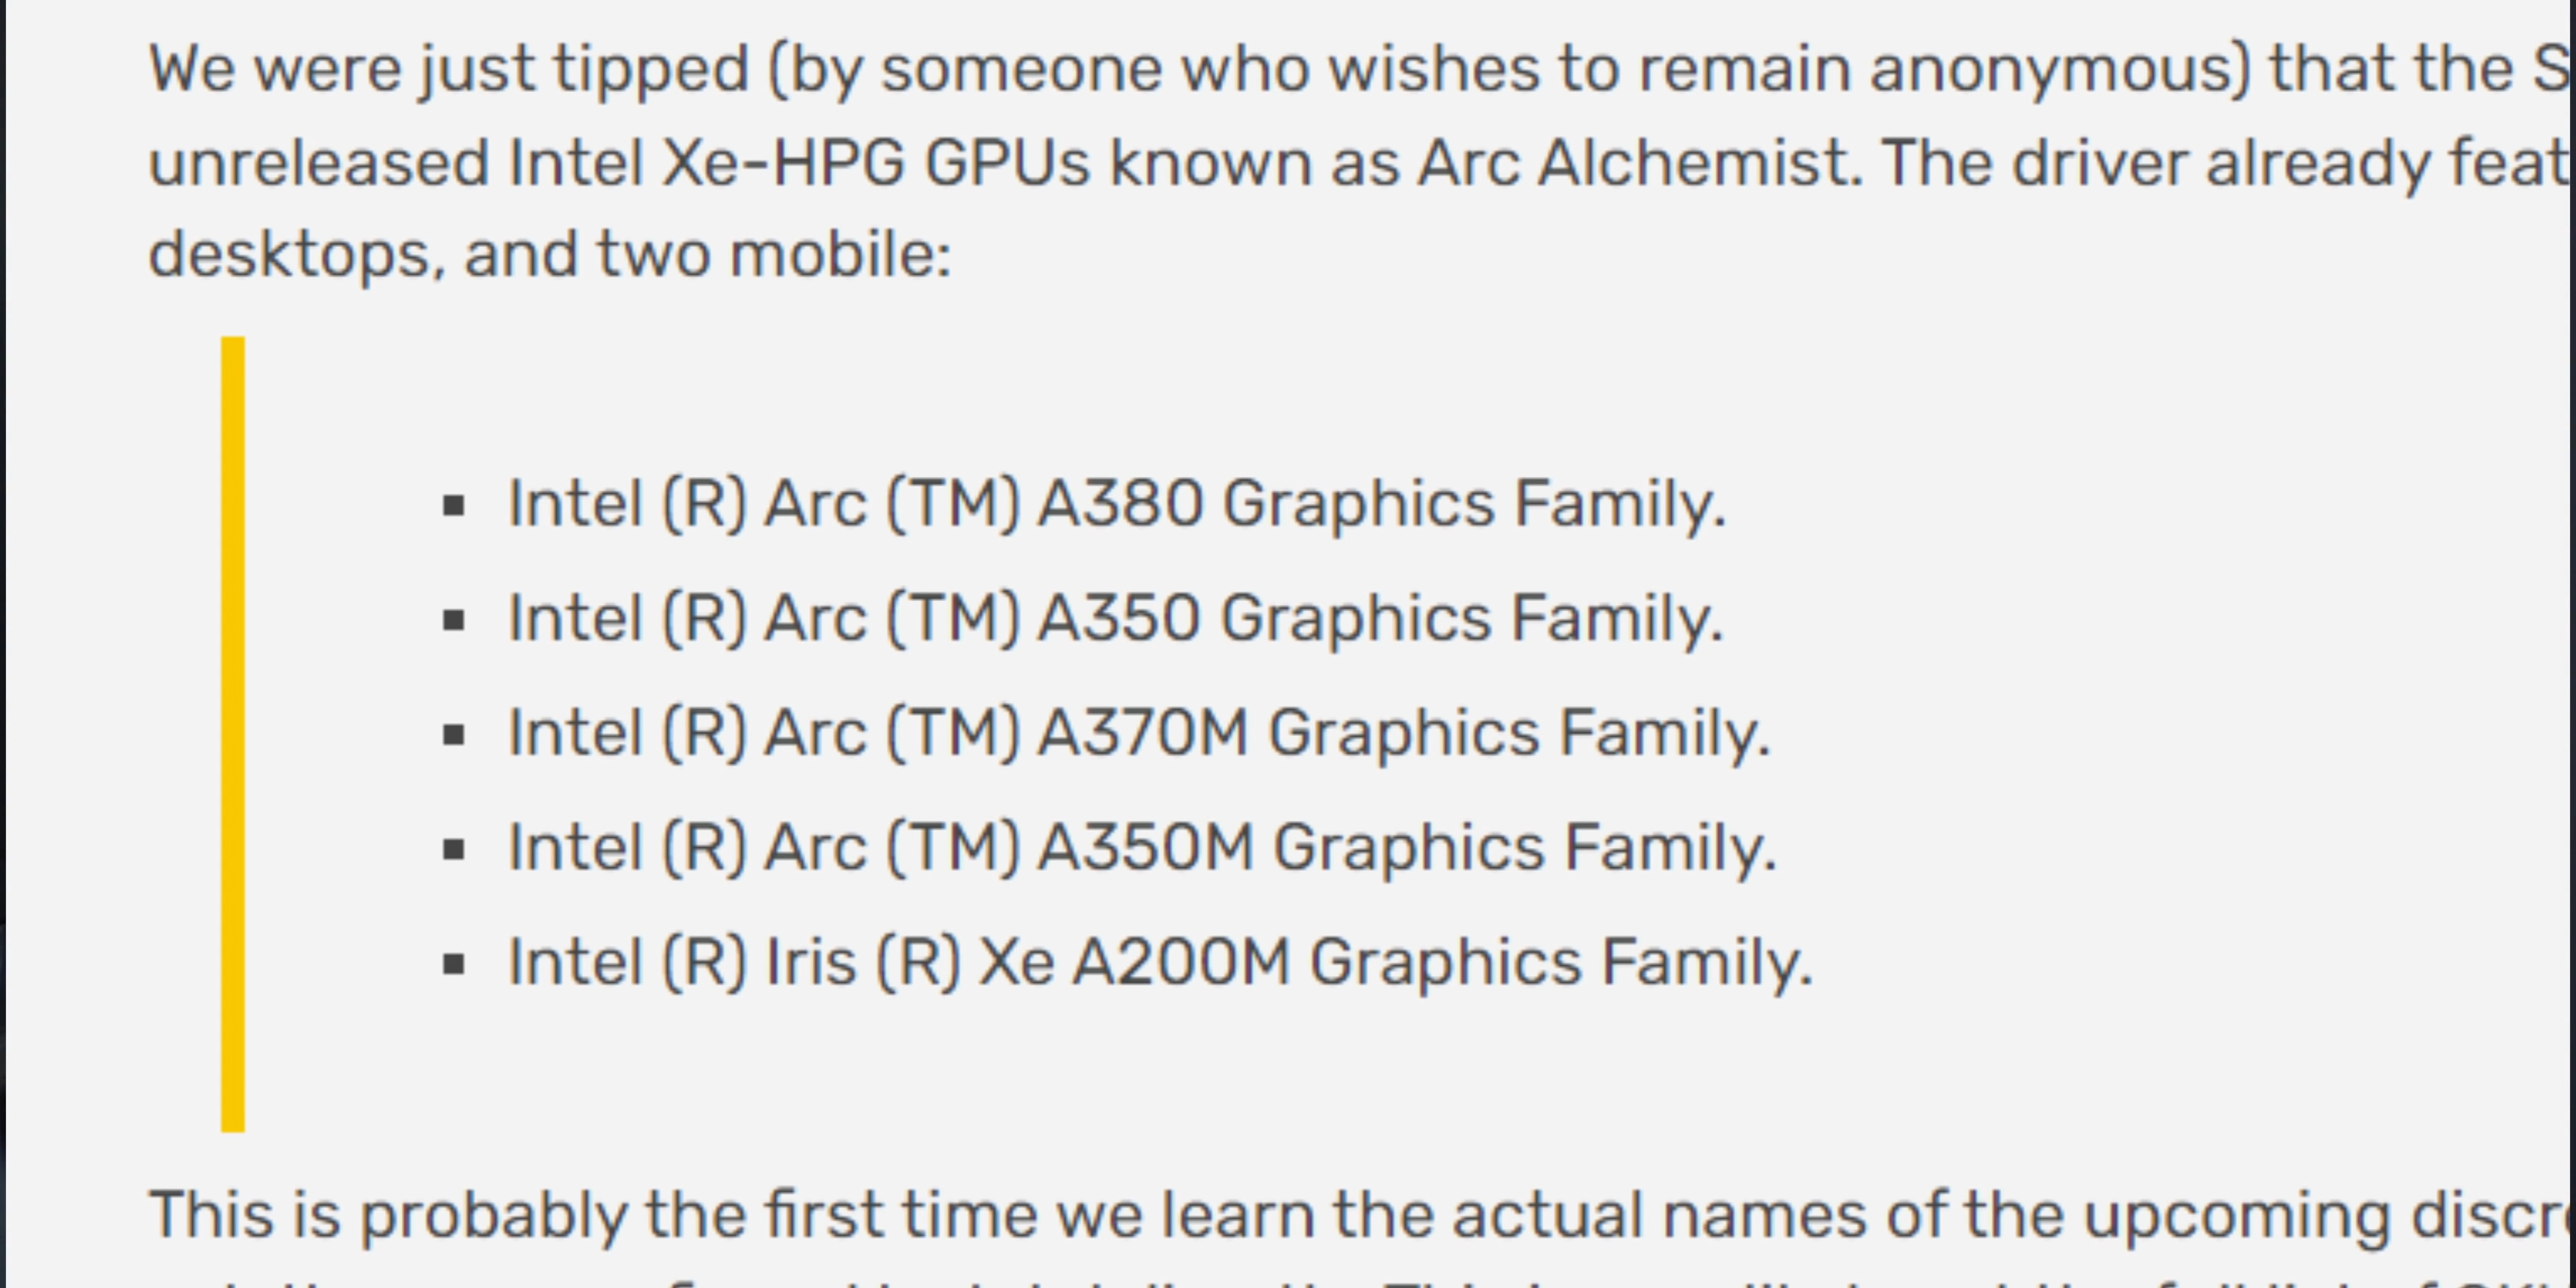 We were just tipped (by someone who wishes to remain anonymous) that the S
unreleased Intel Xe-HPG GPUs known as Arc Alchemist. The driver already feat
desktops, and two mobile:
Intel (R) Arc (TM) A380 Graphics Family.
Intel (R) Arc (TM) A350 Graphics Family.
Intel (R) Arc (TM) A370M Graphics Family.
Intel (R) Arc (TM) A350M Graphics Family.
Intel (R) Iris (R) Xe A200M Graphics Family.
This is probably the first time we learn the actual names of the upcoming discr